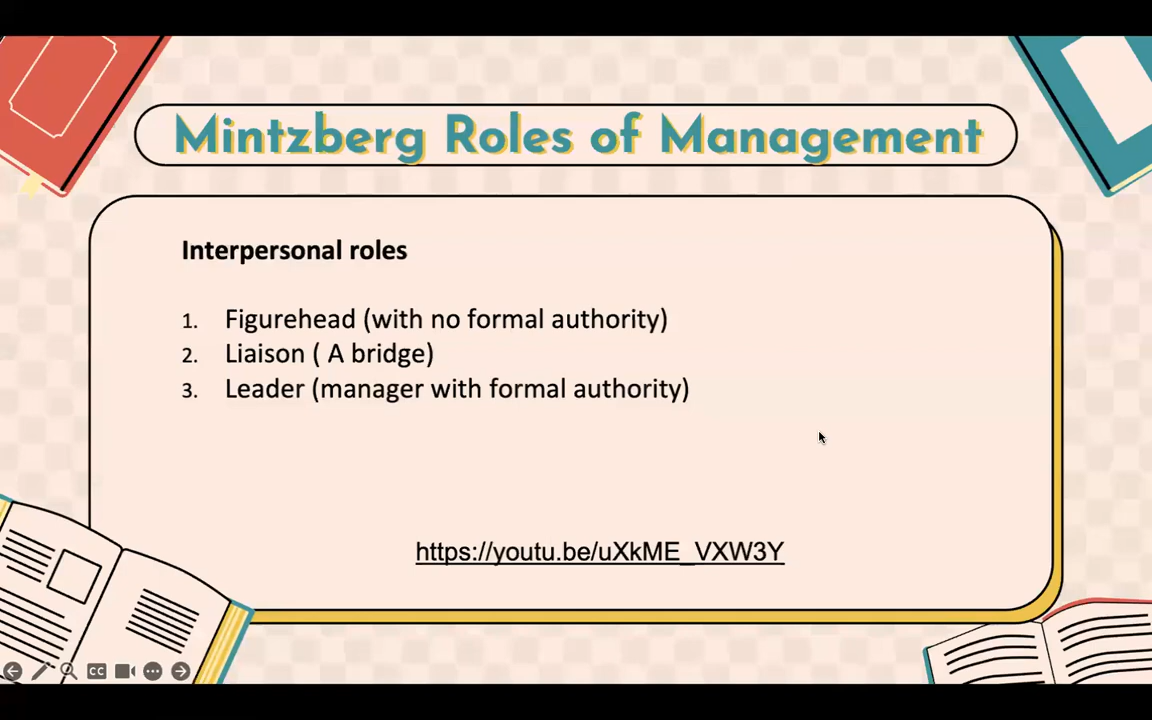 Mintzberg Roles of Management
Interpersonal roles
1. Figurehead (with no formal authority)
2. Liaison ( A bridge)
3. Leader (manager with formal authority)
https://youtu.be/uXkME_VXW3Y
CC